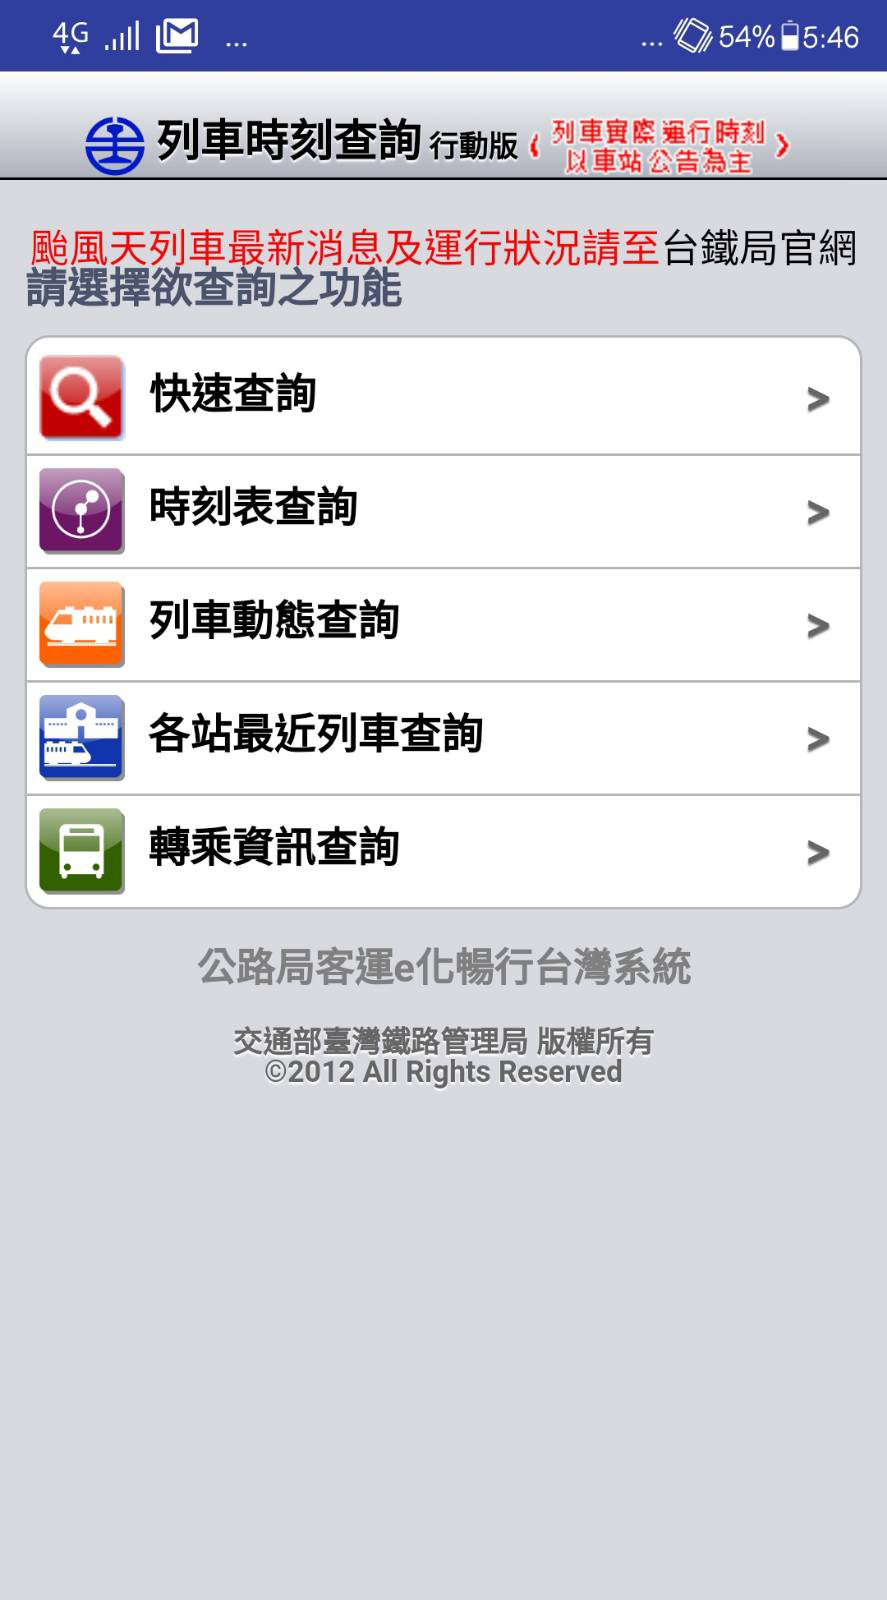 4G ... ... 54% 5:46
列車時刻查詢 行動版 《 列車實際運行時刻 》
以車站公告為主
颱風天列車最新消息及運行狀況請至台鐵局官網
請選擇欲查詢之功能
快速查詢 >
時刻表查詢 >
列車動態查詢 >
各站最近列車查詢 >
轉乘資訊查詢 >
公路局客運e化暢行台灣系統
交通部臺灣鐵路管理局 版權所有
©2012 All Rights Reserved